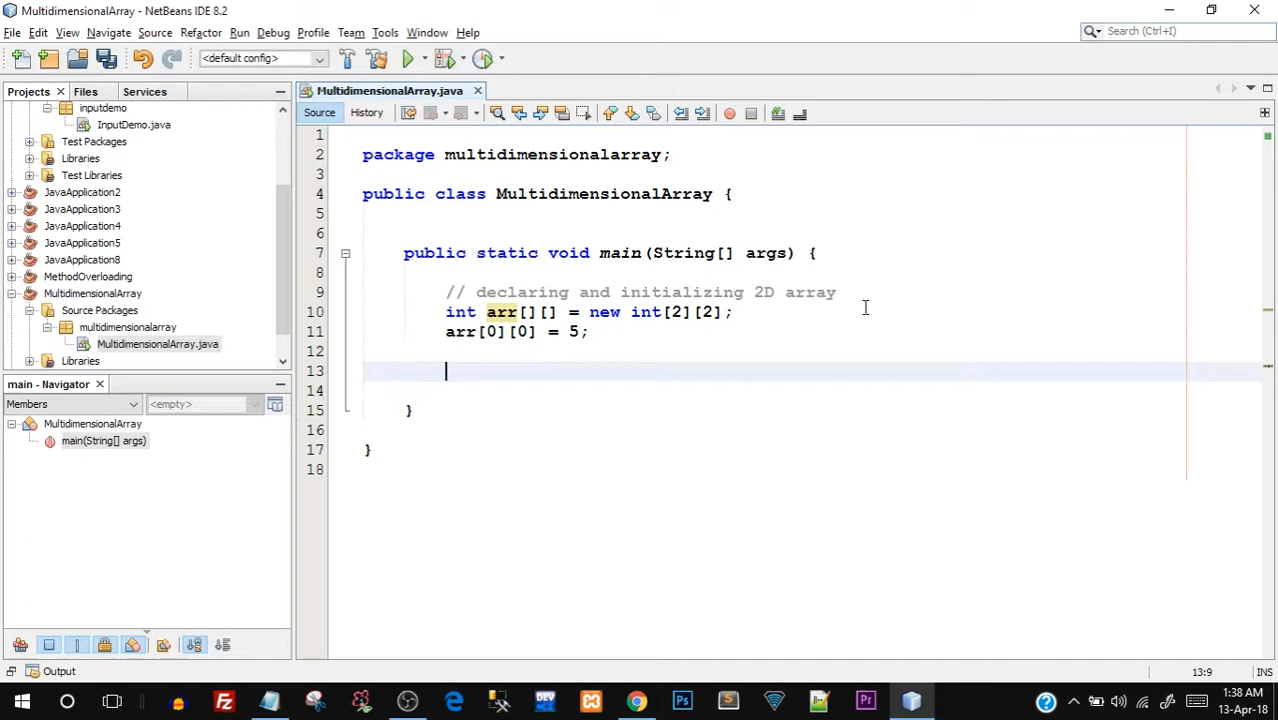 MultidimensionalArray - NetBeans IDE 8.2
File Edit View Navigate Source Refactor Run Debug Profile Team Tools Window Help
Search (Ctrl+I)
<default config>
Projects Files Services
MultidimensionalArray.java
Source History
inputdemo
InputDemo.java
Test Packages
Libraries
Test Libraries
JavaApplication2
JavaApplication3
JavaApplication4
JavaApplication5
JavaApplication8
MethodOverloading
MultidimensionalArray
Source Packages
multidimensionalarray
MultidimensionalArray.java
Libraries
main - Navigator
Members <empty>
MultidimensionalArray
main(String[] args)
1
2 package multidimensionalarray;
3
4 public class MultidimensionalArray {
5
6
7 public static void main(String[] args) {
8
9 // declaring and initializing 2D array
10 int arr[][] = new int[2][2];
11 arr[0][0] = 5;
12
13
14
15 }
16
17 }
18
Output
13:9 INS
DEV
Ps
S
Pr
1:38 AM
13-Apr-18